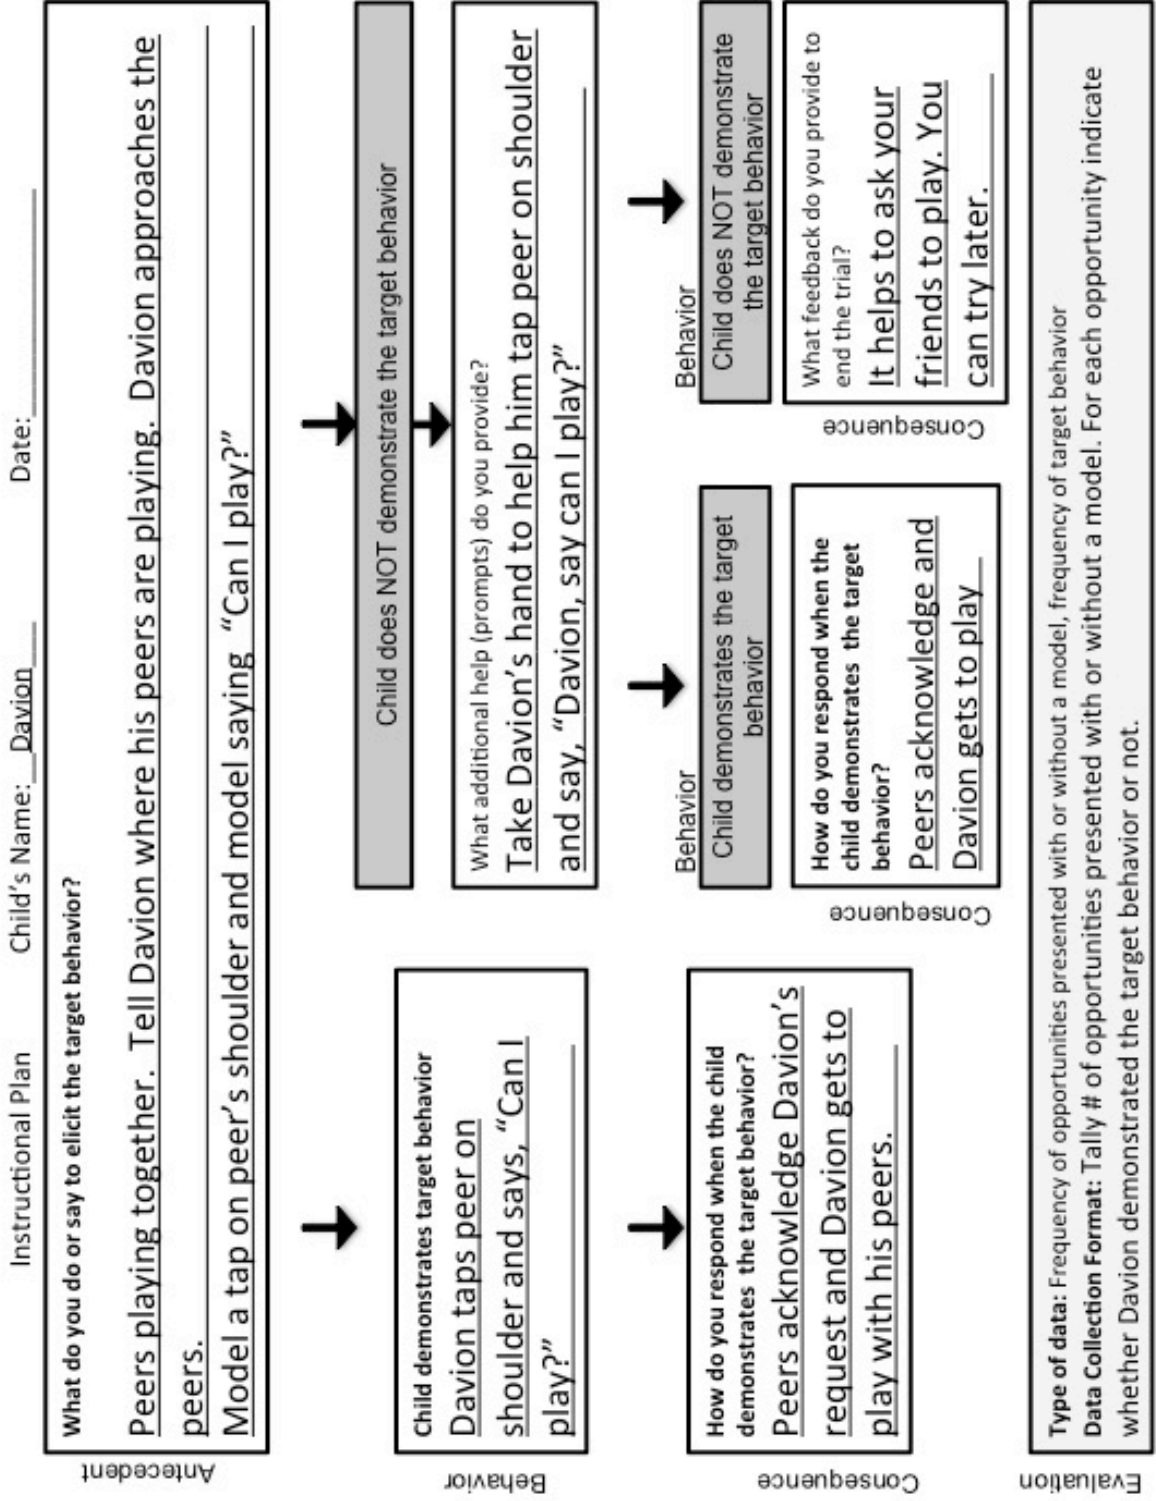 Instructional Plan Child's Name: __Davion___ Date:____________________
Antecedent
What do you do or say to elicit the target behavior?
Peers playing together. Tell Davion where his peers are playing. Davion approaches the
peers.
Model a tap on peer's shoulder and model saying “Can I play?”
Behavior
Child demonstrates target behavior
Davion taps peer on
shoulder and says, “Can I
play?”
Child does NOT demonstrate the target behavior
What additional help (prompts) do you provide?
Take Davion's hand to help him tap peer on shoulder
and say, “Davion, say can I play?”
Consequence
How do you respond when the child
demonstrates the target behavior?
Peers acknowledge Davion's
request and Davion gets to
play with his peers.
Behavior
Child demonstrates the target
behavior
Consequence
How do you respond when the
child demonstrates the target
behavior?
Peers acknowledge and
Davion gets to play
Behavior
Child does NOT demonstrate
the target behavior
Consequence
What feedback do you provide to
end the trial?
It helps to ask your
friends to play. You
can try later.
Evaluation
Type of data: Frequency of opportunities presented with or without a model, frequency of target behavior
Data Collection Format: Tally # of opportunities presented with or without a model. For each opportunity indicate
whether Davion demonstrated the target behavior or not.